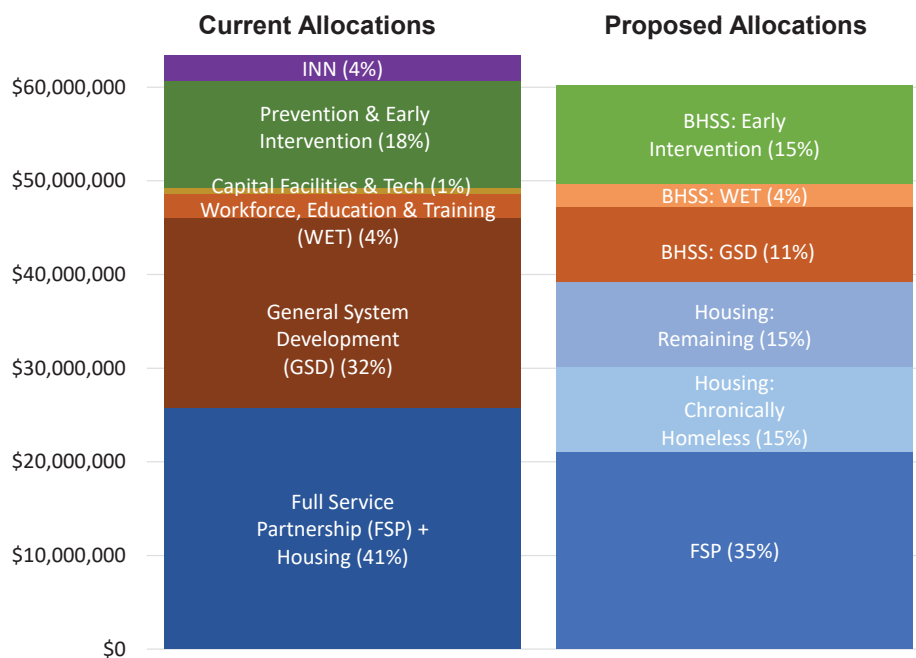 Current Allocations
Proposed Allocations
$60,000,000
$50,000,000
$40,000,000
$30,000,000
$20,000,000
$10,000,000
$0
INN (4%)
Prevention & Early
Intervention (18%)
Capital Facilities & Tech (1%)
Workforce, Education & Training
(WET) (4%)
General System
Development
(GSD) (32%)
Full Service
Partnership (FSP) +
Housing (41%)
BHSS: Early
Intervention (15%)
BHSS: WET (4%)
BHSS: GSD (11%)
Housing:
Remaining (15%)
Housing:
Chronically
Homeless (15%)
FSP (35%)